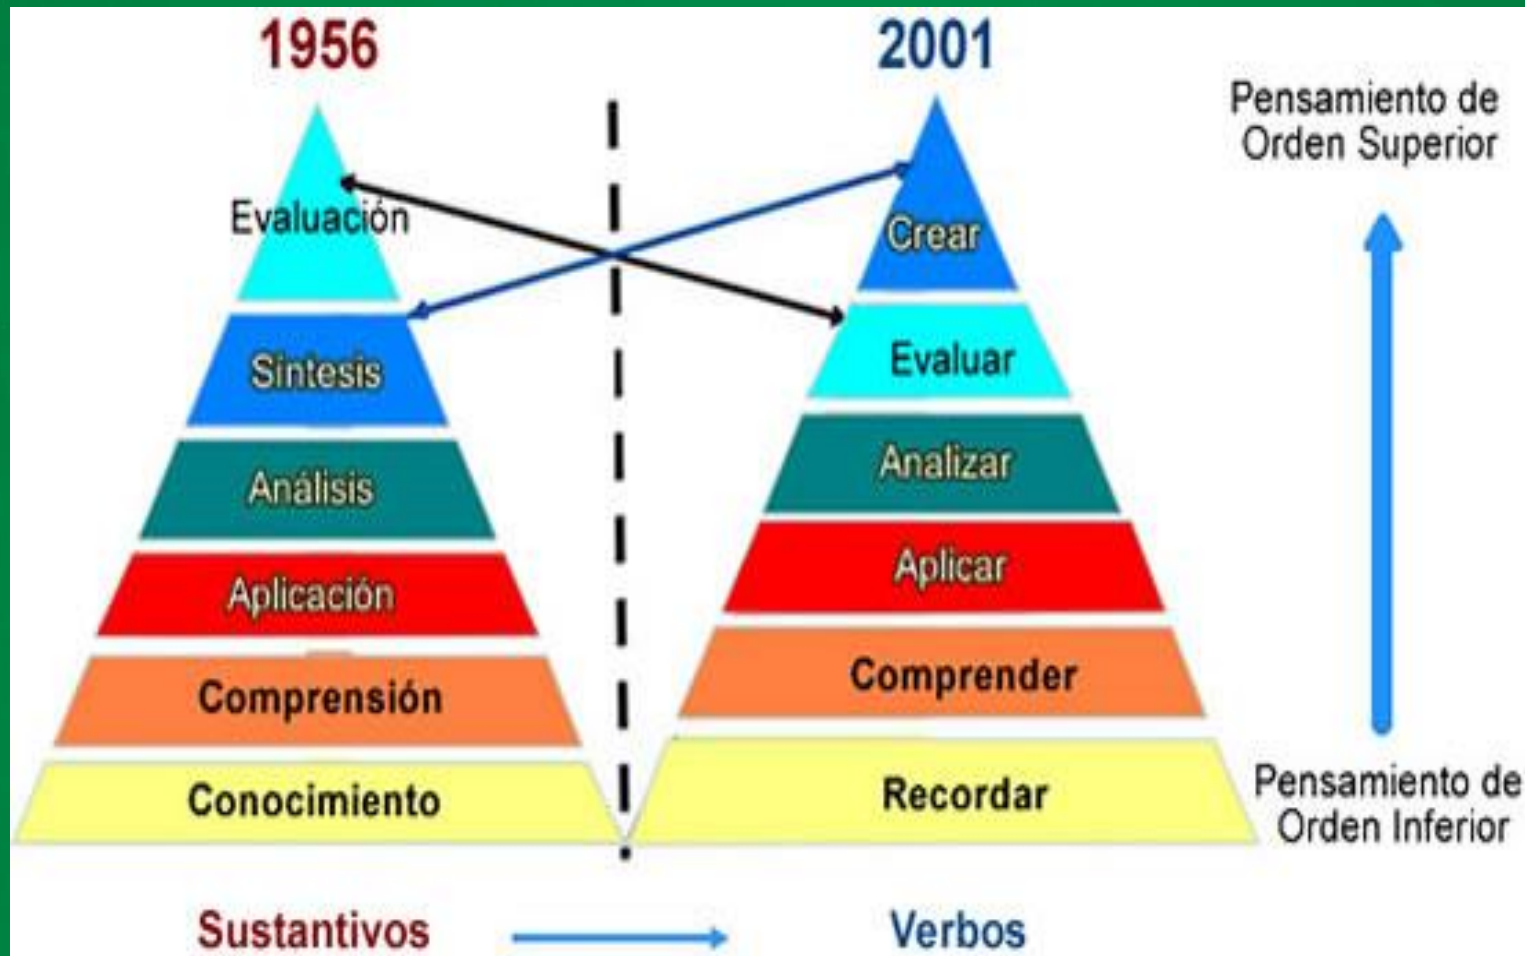 1956
Evaluación
Síntesis
Análisis
Aplicación
Comprensión
Conocimiento
Sustantivos
2001
Crear
Evaluar
Analizar
Aplicar
Comprender
Recordar
Verbos
Pensamiento de
Orden Superior
Pensamiento de
Orden Inferior